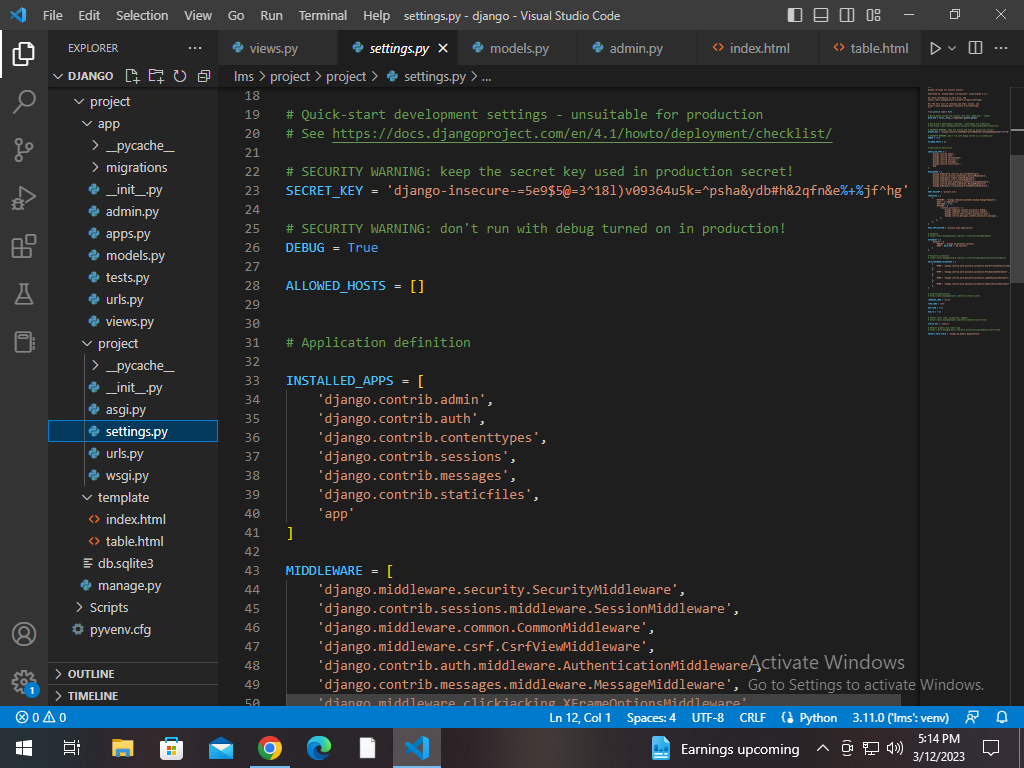 File Edit Selection View Go Run Terminal Help settings.py - django - Visual Studio Code
EXPLORER ...
views.py settings.py models.py admin.py index.html table.html
DJANGO
lms > project > project > settings.py > ...
project
app
__pycache__
migrations
__init__.py
admin.py
apps.py
models.py
tests.py
urls.py
views.py
project
__pycache__
__init__.py
asgi.py
settings.py
urls.py
wsgi.py
template
index.html
table.html
db.sqlite3
manage.py
Scripts
pyvenv.cfg
OUTLINE
TIMELINE
18
19 # Quick-start development settings - unsuitable for production
20 # See https://docs.djangoproject.com/en/4.1/howto/deployment/checklist/
21
22 # SECURITY WARNING: keep the secret key used in production secret!
23 SECRET_KEY = 'django-insecure-=5e9$5@=3^18l)v09364u5k=^psha&ydb#h&2qfn&e%+%jf^hg'
24
25 # SECURITY WARNING: don't run with debug turned on in production!
26 DEBUG = True
27
28 ALLOWED_HOSTS = []
29
30
31 # Application definition
32
33 INSTALLED_APPS = [
34 'django.contrib.admin',
35 'django.contrib.auth',
36 'django.contrib.contenttypes',
37 'django.contrib.sessions',
38 'django.contrib.messages',
39 'django.contrib.staticfiles',
40 'app'
41 ]
42
43 MIDDLEWARE = [
44 'django.middleware.security.SecurityMiddleware',
45 'django.contrib.sessions.middleware.SessionMiddleware',
46 'django.middleware.common.CommonMiddleware',
47 'django.middleware.csrf.CsrfViewMiddleware',
48 'django.contrib.auth.middleware.AuthenticationMiddleware',
49 'django.contrib.messages.middleware.MessageMiddleware',
50 'django.middleware.clickjacking.XFrameOptionsMiddleware',
Activate Windows
Go to Settings to activate Windows.
1
0 0 Ln 12, Col 1 Spaces: 4 UTF-8 CRLF Python 3.11.0 ('lms': venv)
Earnings upcoming
5:14 PM
3/12/2023